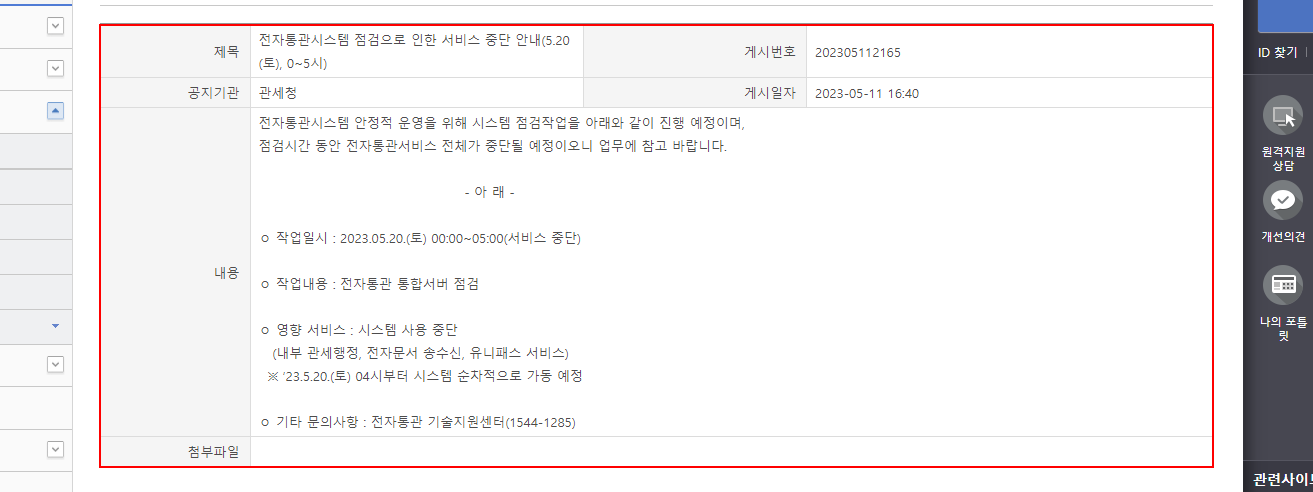 제목
전자통관시스템 점검으로 인한 서비스 중단 안내(5.20
(토), 0~5시)
게시번호
202305112165
공지기관
관세청
게시일자
2023-05-11 16:40
내용
전자통관시스템 안정적 운영을 위해 시스템 점검작업을 아래와 같이 진행 예정이며,
점검시간 동안 전자통관서비스 전체가 중단될 예정이오니 업무에 참고 바랍니다.
- 아 래 -
ㅇ 작업일시 : 2023.05.20.(토) 00:00~05:00(서비스 중단)
ㅇ 작업내용 : 전자통관 통합서버 점검
ㅇ 영향 서비스 : 시스템 사용 중단
(내부 관세행정, 전자문서 송수신, 유니패스 서비스)
※ ‘23.5.20.(토) 04시부터 시스템 순차적으로 가동 예정
ㅇ 기타 문의사항 : 전자통관 기술지원센터(1544-1285)
첨부파일
ID 찾기 |
원격지원
상담
개선의견
나의 포틀
릿
관련사이